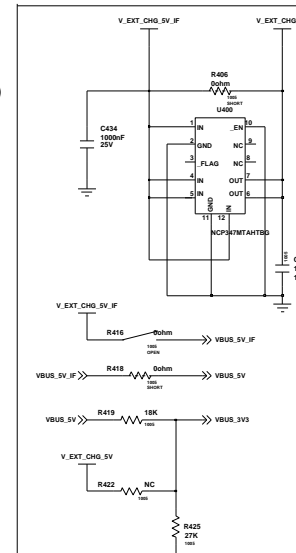 V_EXT_CHG_5V_IF
V_EXT_CHG
R406
0ohm
1005
SHORT
U400
C434
1000nF
25V
1 IN _EN 10
2 GND NC 9
3 _FLAG NC 8
4 IN OUT 7
5 IN OUT 6
GND IN
11 12
NCP347MTAHTBG
V_EXT_CHG_5V_IF
R416 0ohm
VBUS_5V_IF
1005
OPEN
VBUS_5V_IF R418 0ohm VBUS_5V
1005
SHORT
VBUS_5V R419 18K VBUS_3V3
1005
V_EXT_CHG_5V
R422 NC
1005
R425
27K
1005